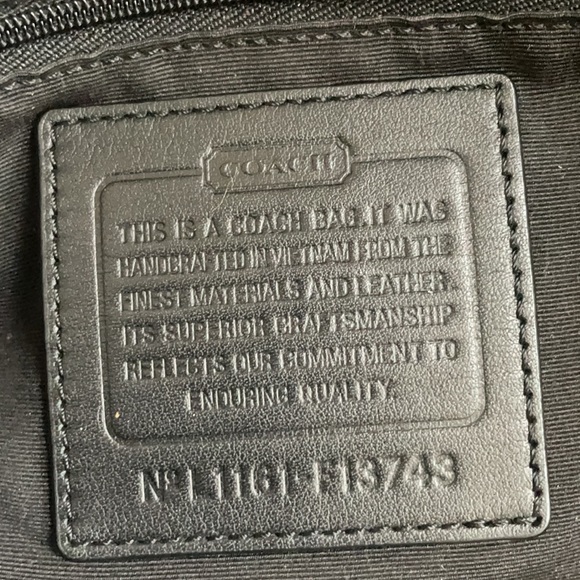 COACH
THIS IS A COACH BAG. IT WAS
HANDCRAFTED IN VIETNAM FROM THE
FINEST MATERIALS AND LEATHER.
ITS SUPERIOR CRAFTSMANSHIP
REFLECTS OUR COMMITMENT TO
ENDURING QUALITY.
Nº L1161-F13743